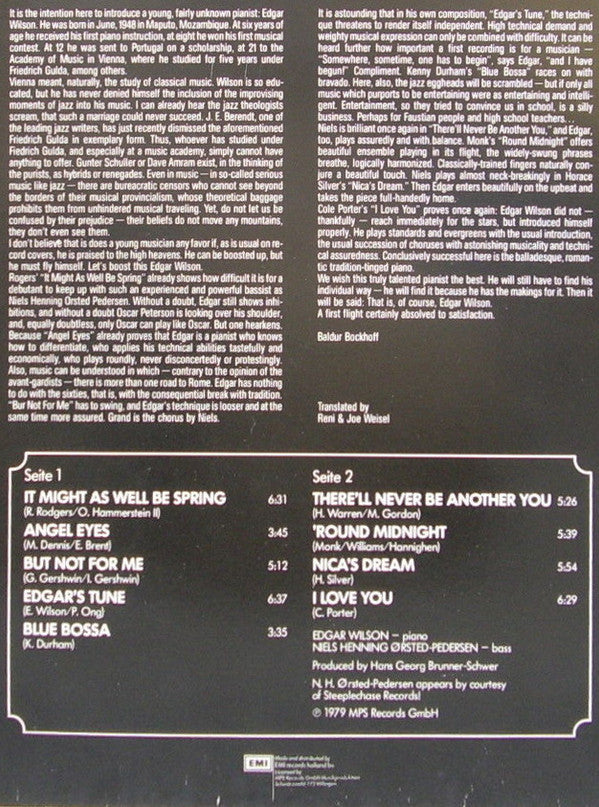 It is the intention here to introduce a young, fairly unknown pianist: Edgar
Wilson. He was born in June, 1948 in Maputo, Mozambique. At six years of
age he received his first piano instruction, at eight he won his first musical
contest. At 12 he was sent to Portugal on a scholarship, at 21 to the
Academy of Music in Vienna, where he studied for five years under
Friedrich Gulda, among others.
Vienna meant, naturally, the study of classical music. Wilson is so edu-
cated, but he has never denied himself the inclusion of the improvising
moments of jazz into his music. I can already hear the jazz theologists
scream, that such a marriage could never succeed. J. E. Berendt, one of
the leading jazz writers, has just recently dismissed the aforementioned
Friedrich Gulda in exemplary form. Thus, whoever has studied under
Friedrich Gulda, and especially at a music academy, simply cannot have
anything to offer. Gunter Schuller or Dave Amram exist, in the thinking of
the purists, as hybrids or renegades. Even in music — in so-called serious
music like jazz — there are bureaucratic censors who cannot see beyond
the borders of their musical provincialism, whose theoretical baggage
prohibits them from unhindered musical traveling. Yet, do not let us be
confused by their prejudice — their beliefs do not move any mountains,
they don't even see them.
I don't believe that is does a young musician any favor if, as is usual on re-
cord covers, he is praised to the high heavens. He can be boosted up, but
he must fly himself. Let's boost this Edgar Wilson.
Rogers' "It Might As Well Be Spring" already shows how difficult it is for a
debutant to keep up with such an experienced and powerful bassist as
Niels Henning Orsted Pedersen. Without a doubt, Edgar still shows inhi-
bitions, and without a doubt Oscar Peterson is looking over his shoulder,
and, equally doubtless, only Oscar can play like Oscar. But one hearkens.
Because "Angel Eyes" already proves that Edgar is a pianist who knows
how to differentiate, who applies his technical abilities tastefully and
economically, who plays roundly, never disconcertedly or protestingly.
Also, music can be understood in which — contrary to the opinion of the
avant-gardists — there is more than one road to Rome. Edgar has nothing
to do with the sixties, that is, with the consequential break with tradition.
"Bur Not For Me" has to swing, and Edgar's technique is looser and at the
same time more assured. Grand is the chorus by Niels.
It is astounding that in his own composition, "Edgar's Tune," the techni-
que threatens to render itself independent. High technical demand and
weighty musical expression can only be combined with difficulty. It can be
heard further how important a first recording is for a musician —
"Somewhere, sometime, one has to begin", says Edgar, "and I have
begun!" Compliment. Kenny Durham's "Blue Bossa" races on with
bravado. Here, also, the jazz eggheads will be scrambled — but if only all
music which purports to be entertaining were as entertaining and intelli-
gent. Entertainment, so they tried to convince us in school, is a silly
business. Perhaps for Faustian people and high school teachers...
Niels is brilliant once again in "There'll Never Be Another You," and Edgar,
too, plays assuredly and with balance. Monk's "Round Midnight" offers
beautiful ensemble playing in its flight, the widely-swung phrases
breathe, logically harmonized. Classically-trained fingers naturally con-
jure a beautiful touch. Niels plays almost neck-breakingly in Horace
Silver's "Nica's Dream." Then Edgar enters beautifully on the upbeat and
takes the piece full-handedly home.
Cole Porter's "I Love You" proves once again: Edgar Wilson did not —
thankfully — reach immediately for the stars, but introduced himself
properly. He plays standards and evergreens with the usual introduction,
the usual succession of choruses with astonishing musicality and techni-
cal assuredness. Conclusively successful here is the balladesque, roman-
tic tradition-tinged piano.
We wish this truly talented pianist the best. He will still have to find his
individual way — he will find it because he has the makings for it. Then it
will be said: That is, of course, Edgar Wilson.
A first flight certainly absolved to satisfaction.
Baldur Bockhoff
Translated by
Reni & Joe Weisel
Seite 1
IT MIGHT AS WELL BE SPRING 6:31
(R. Rodgers/O. Hammerstein II)
ANGEL EYES 3:45
(M. Dennis/E. Brent)
BUT NOT FOR ME 5:12
(G. Gershwin/I. Gershwin)
EDGAR'S TUNE 6:37
(E. Wilson/P. Ong)
BLUE BOSSA 3:35
(K. Durham)
Seite 2
THERE'LL NEVER BE ANOTHER YOU 5:26
(H. Warren/M. Gordon)
'ROUND MIDNIGHT 5:39
(Monk/Williams/Hannighen)
NICA'S DREAM 5:54
(H. Silver)
I LOVE YOU 6:29
(C. Porter)
EDGAR WILSON – piano
NIELS HENNING ØRSTED-PEDERSEN – bass
Produced by Hans Georg Brunner-Schwer
N. H. Ørsted-Pedersen appears by courtesy
of Steeplechase Records!
℗ 1979 MPS Records GmbH
EMI
Made and distributed by
EMI records holland bv
Licensed by